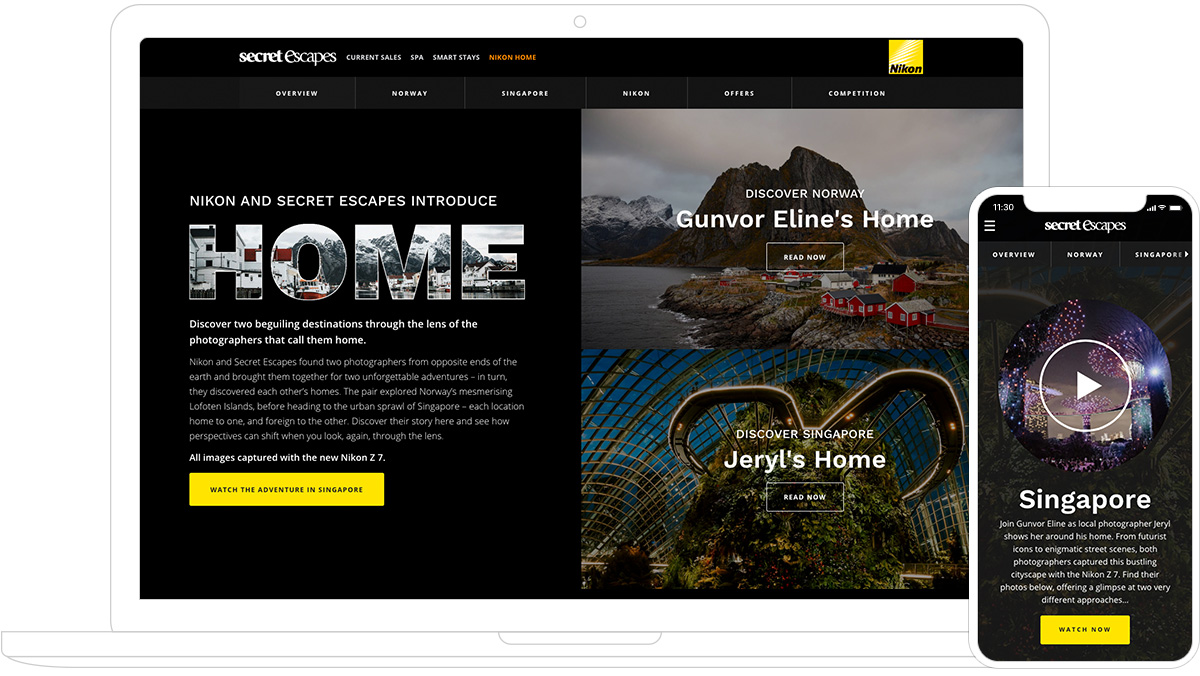 secret escapes CURRENT SALES SPA SMART STAYS NIKON HOME
Nikon
OVERVIEW NORWAY SINGAPORE NIKON OFFERS COMPETITION
NIKON AND SECRET ESCAPES INTRODUCE
HOME
Discover two beguiling destinations through the lens of the
photographers that call them home.
Nikon and Secret Escapes found two photographers from opposite ends of the
earth and brought them together for two unforgettable adventures – in turn,
they discovered each other's homes. The pair explored Norway's mesmerising
Lofoten Islands, before heading to the urban sprawl of Singapore – each location
home to one, and foreign to the other. Discover their story here and see how
perspectives can shift when you look, again, through the lens.
All images captured with the new Nikon Z 7.
WATCH THE ADVENTURE IN SINGAPORE
DISCOVER NORWAY
Gunvor Eline's Home
READ NOW
DISCOVER SINGAPORE
Jeryl's Home
READ NOW
11:30
secret escapes
OVERVIEW NORWAY SINGAPORE
Singapore
Join Gunvor Eline as local photographer Jeryl
shows her around his home. From futurist
icons to enigmatic street scenes, both
photographers captured this bustling
cityscape with the Nikon Z 7. Find their
photos below, offering a glimpse at two very
different approaches...
WATCH NOW